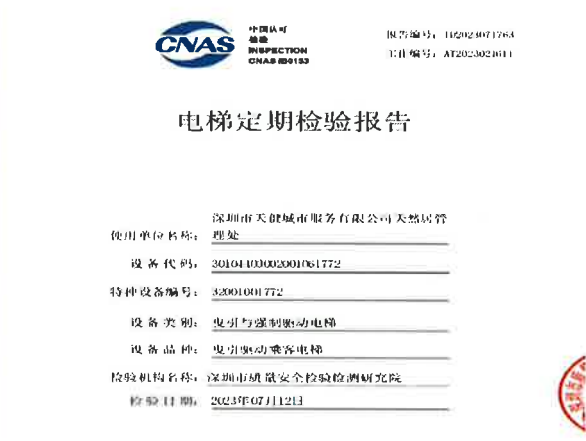 CNAS
中国认可
检验
INSPECTION
CNAS IB0153
报告编号：TD2023071763
工作编号：AT2023021611
电梯定期检验报告
使用单位名称：深圳市天健城市服务有限公司天然居管
理处
设备代码：30104403002001061772
特种设备编号：32001001772
设备类别：曳引与强制驱动电梯
设备品种：曳引驱动乘客电梯
检验机构名称：深圳市质量安全检验检测研究院
检验日期：2023年07月12日